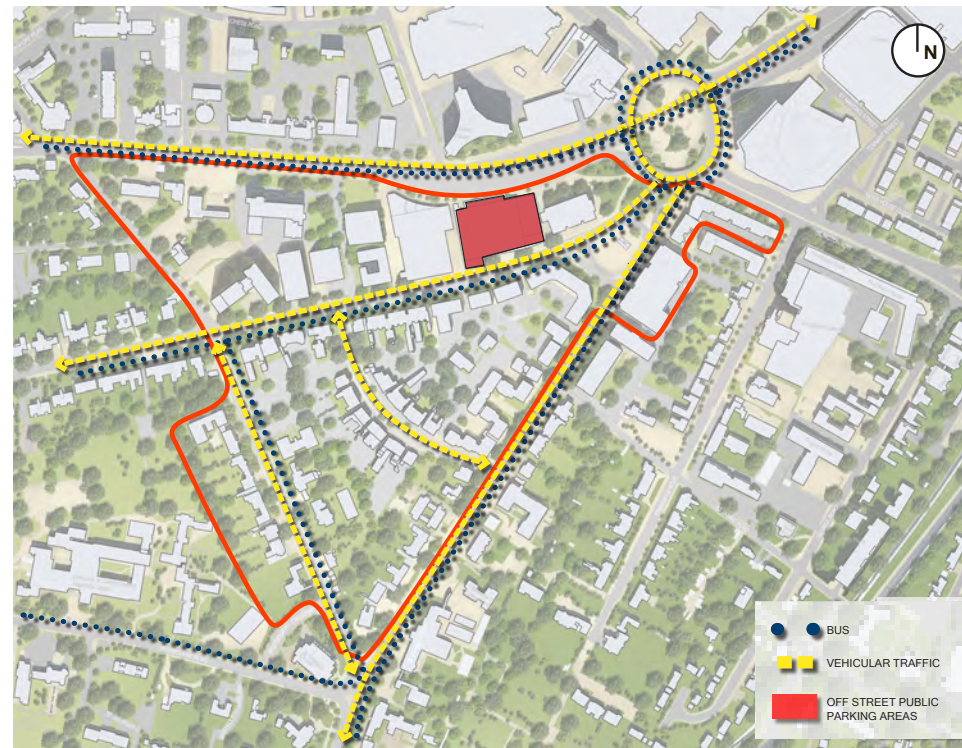 N
BUS
VEHICULAR TRAFFIC
OFF STREET PUBLIC
PARKING AREAS